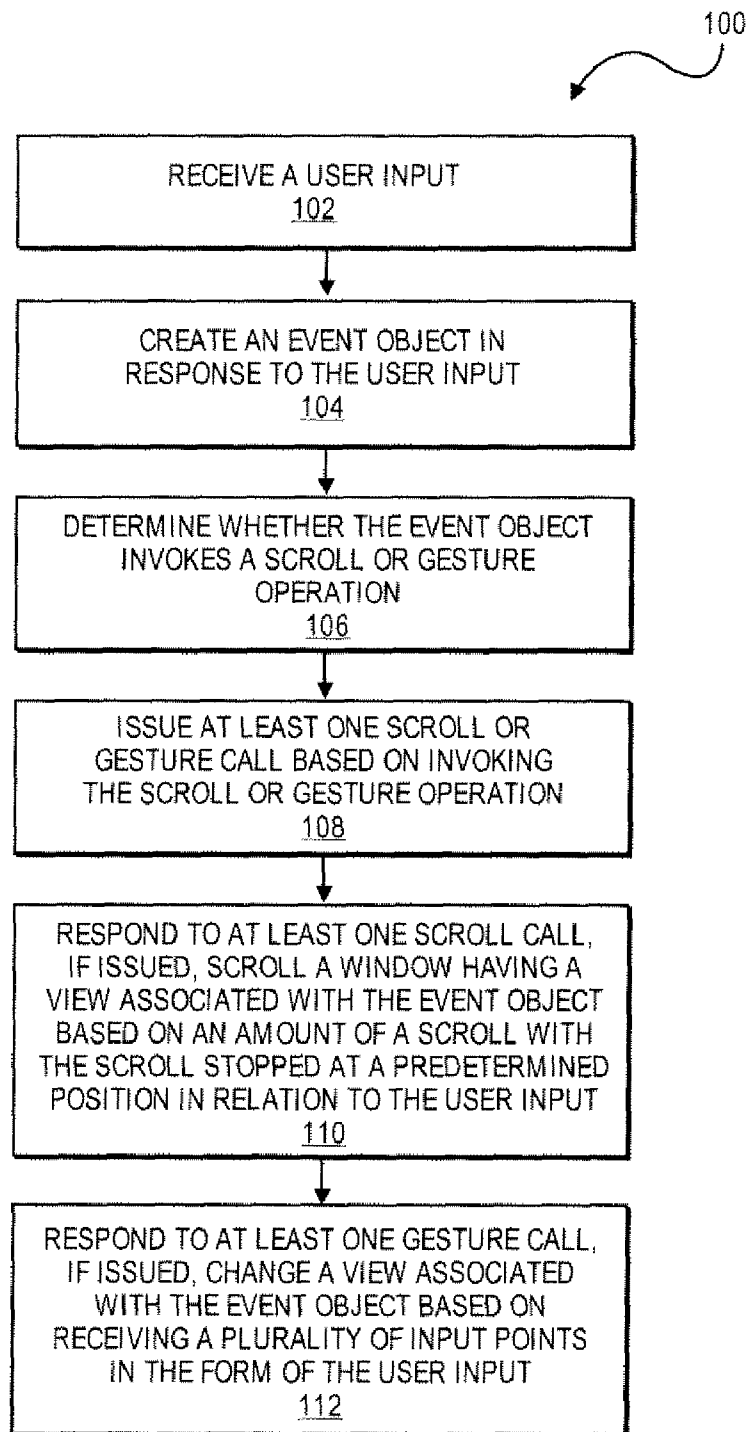 100
RECEIVE A USER INPUT
102
CREATE AN EVENT OBJECT IN
RESPONSE TO THE USER INPUT
104
DETERMINE WHETHER THE EVENT OBJECT
INVOKES A SCROLL OR GESTURE
OPERATION
106
ISSUE AT LEAST ONE SCROLL OR
GESTURE CALL BASED ON INVOKING
THE SCROLL OR GESTURE OPERATION
108
RESPOND TO AT LEAST ONE SCROLL CALL,
IF ISSUED, SCROLL A WINDOW HAVING A
VIEW ASSOCIATED WITH THE EVENT OBJECT
BASED ON AN AMOUNT OF A SCROLL WITH
THE SCROLL STOPPED AT A PREDETERMINED
POSITION IN RELATION TO THE USER INPUT
110
RESPOND TO AT LEAST ONE GESTURE CALL,
IF ISSUED, CHANGE A VIEW ASSOCIATED
WITH THE EVENT OBJECT BASED ON
RECEIVING A PLURALITY OF INPUT POINTS
IN THE FORM OF THE USER INPUT
112